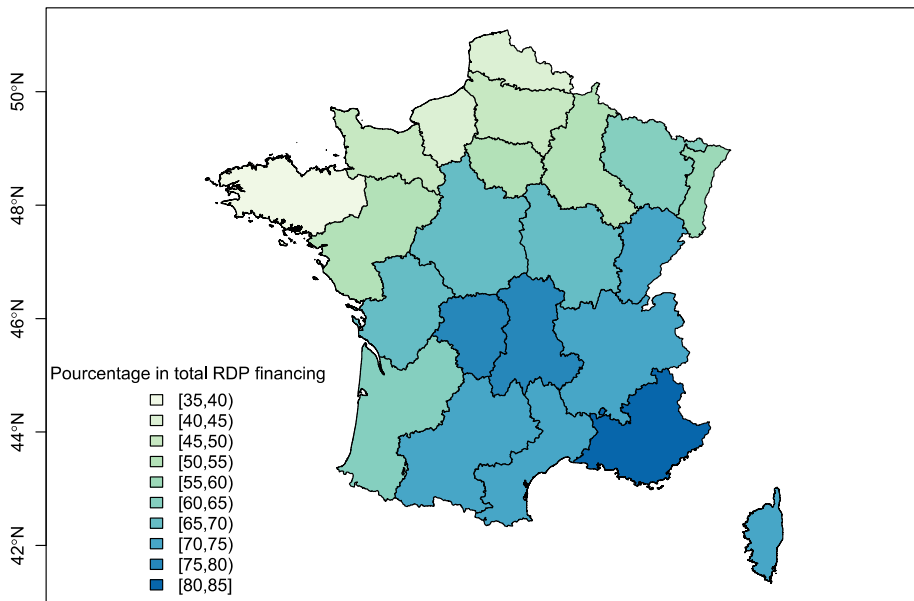 50°N
48°N
46°N
44°N
42°N
Pourcentage in total RDP financing
[35,40)
[40,45)
[45,50)
[50,55)
[55,60)
[60,65)
[65,70)
[70,75)
[75,80)
[80,85]